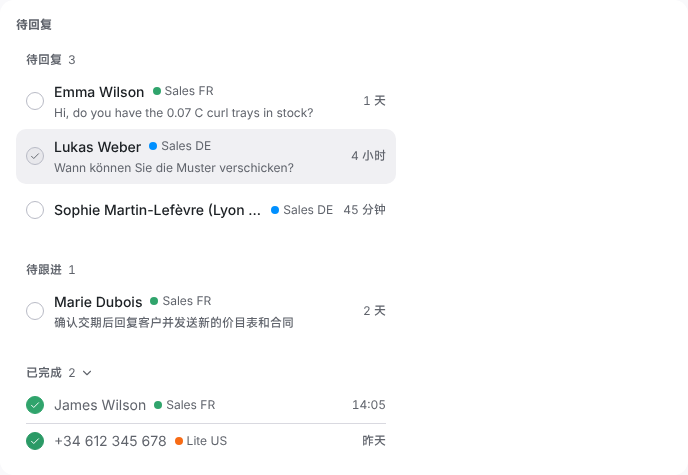 待回复
待回复 3
Emma Wilson Sales FR
1 天
Hi, do you have the 0.07 C curl trays in stock?
Lukas Weber Sales DE
4 小时
Wann können Sie die Muster verschicken?
Sophie Martin-Lefèvre (Lyon ... Sales DE 45 分钟
待跟进 1
Marie Dubois Sales FR
2 天
确认交期后回复客户并发送新的价目表和合同
已完成 2
James Wilson Sales FR 14:05
+34 612 345 678 Lite US 昨天